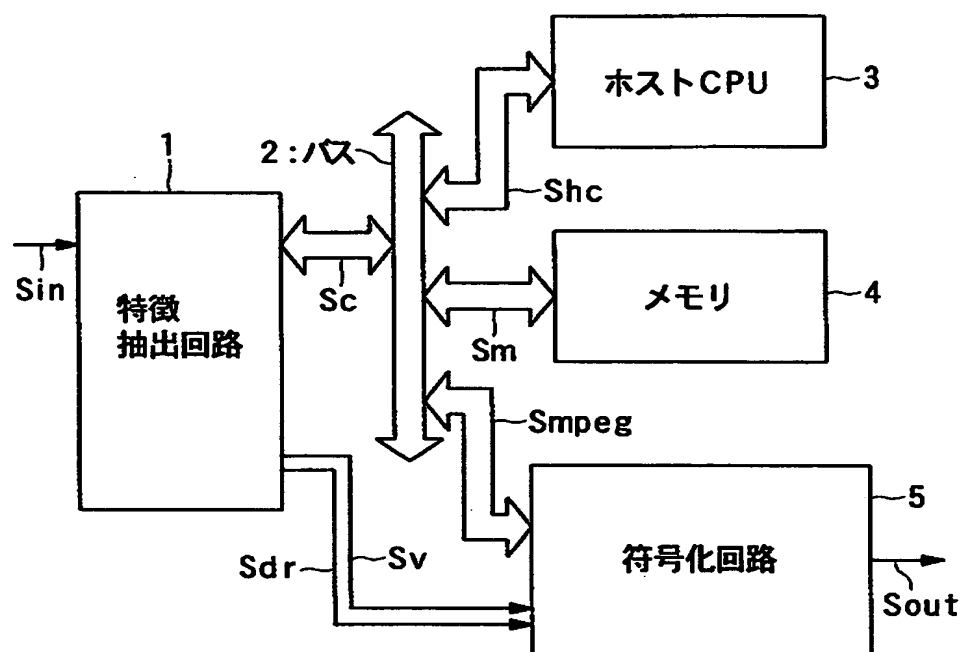 ホストCPU
3
1
2:バス
Shc
Sin
Sc
特徴
抽出回路
メモリ
4
Sm
Smpeg
5
Sdr
Sv
符号化回路
Sout